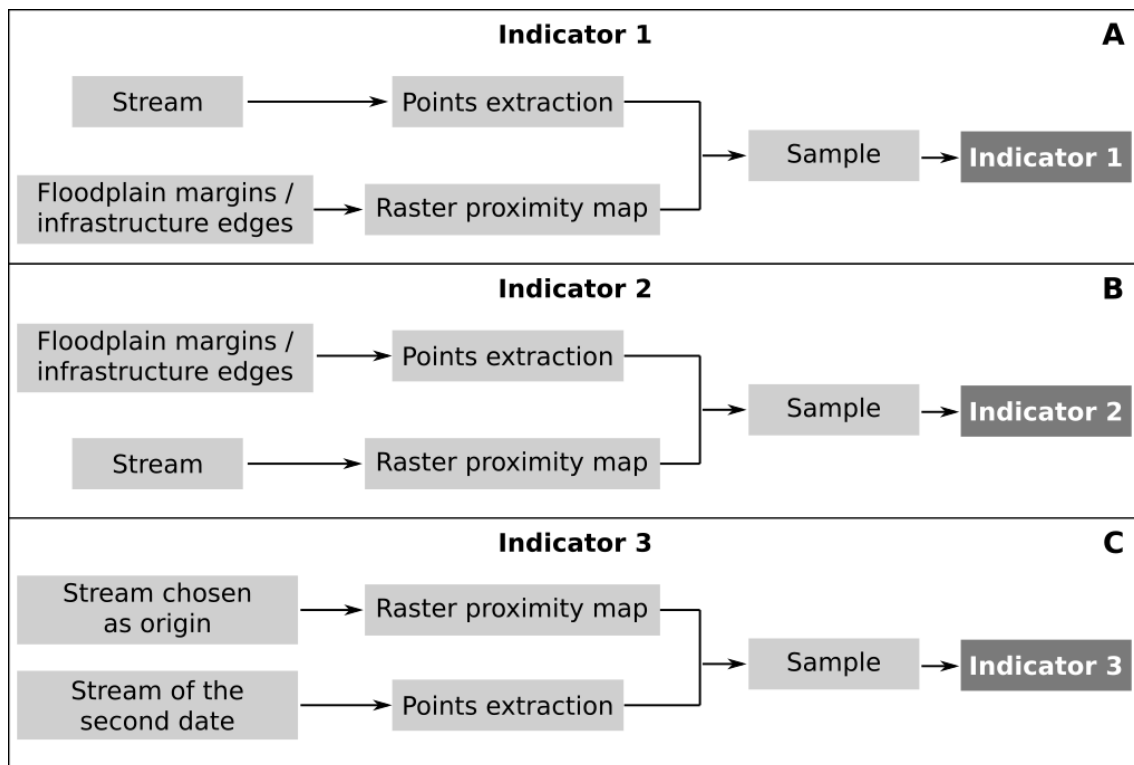 Indicator 1
A
Stream
Points extraction
Floodplain margins /
infrastructure edges
Raster proximity map
Sample
Indicator 1
Indicator 2
B
Floodplain margins /
infrastructure edges
Points extraction
Stream
Raster proximity map
Sample
Indicator 2
Indicator 3
C
Stream chosen
as origin
Raster proximity map
Stream of the
second date
Points extraction
Sample
Indicator 3